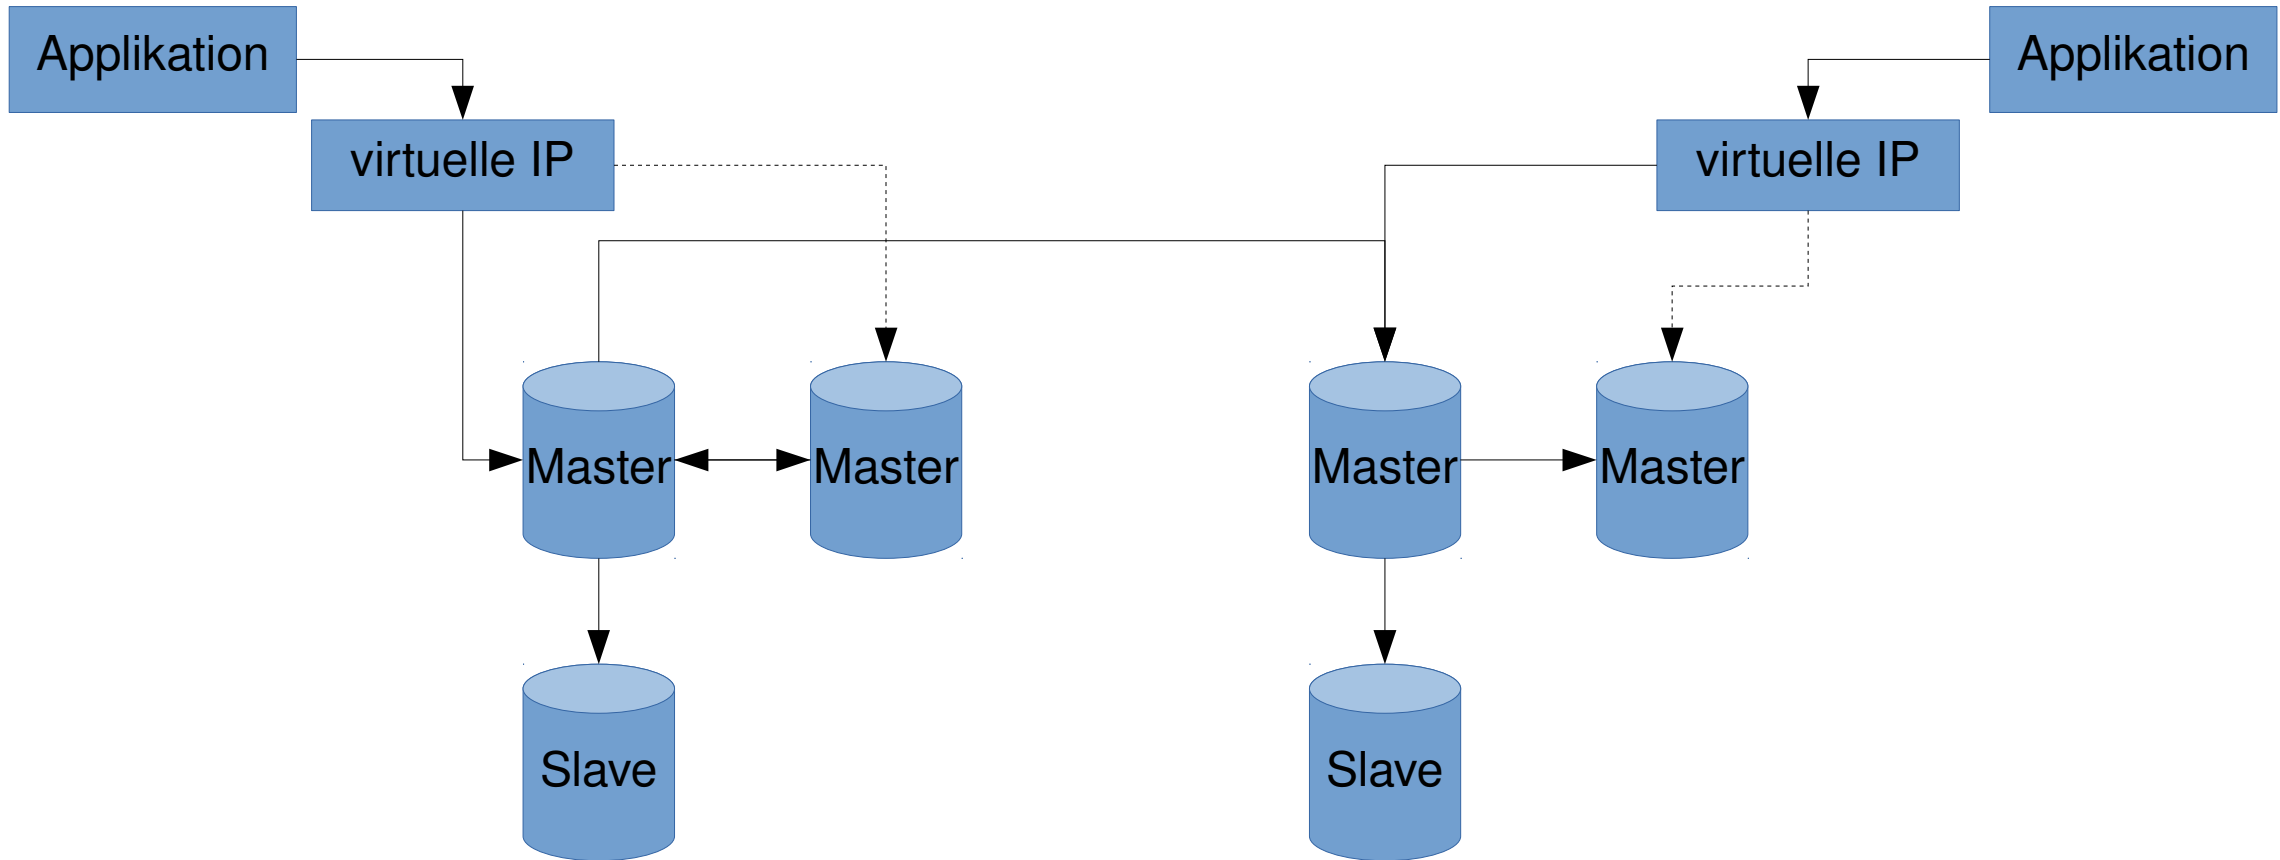 Applikation
Applikation
virtuelle IP
virtuelle IP
Master
Master
Master
Master
Slave
Slave